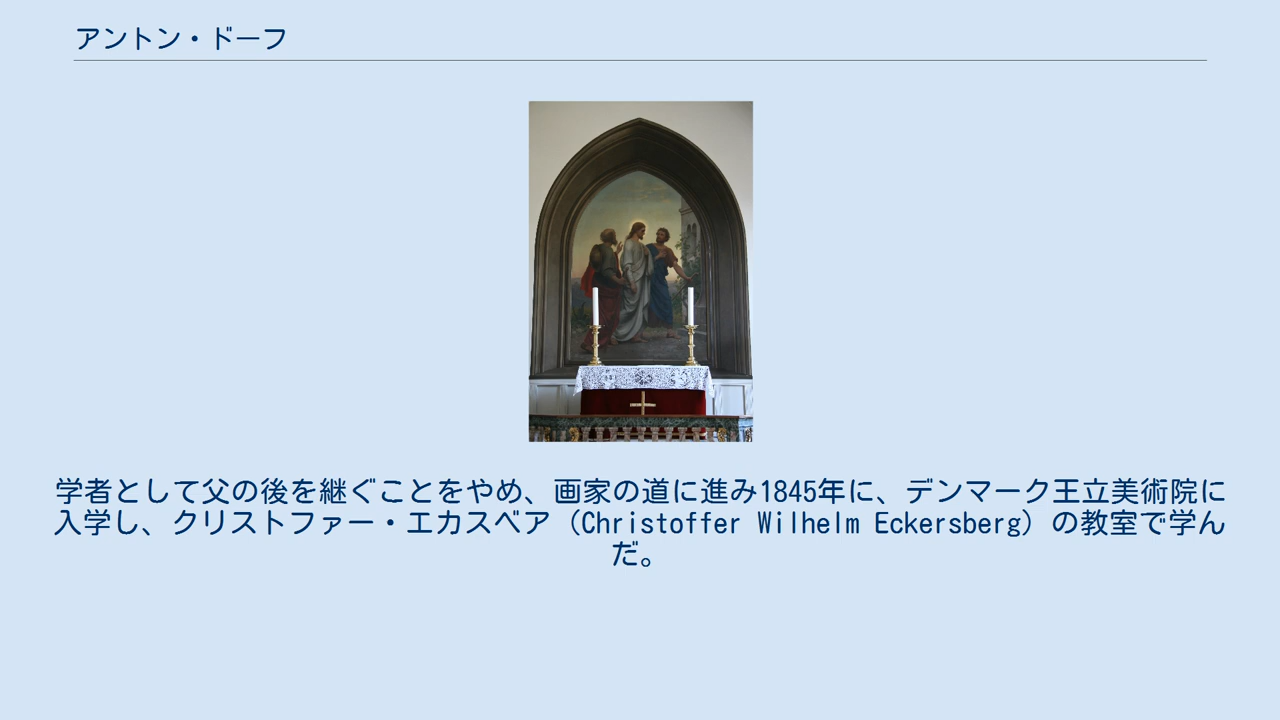 アントン・ドーフ
学者として父の後を継ぐことをやめ、画家の道に進み1845年に、デンマーク王立美術院に
入学し、クリストファー・エカスベア（Christoffer Wilhelm Eckersberg）の教室で学ん
だ。